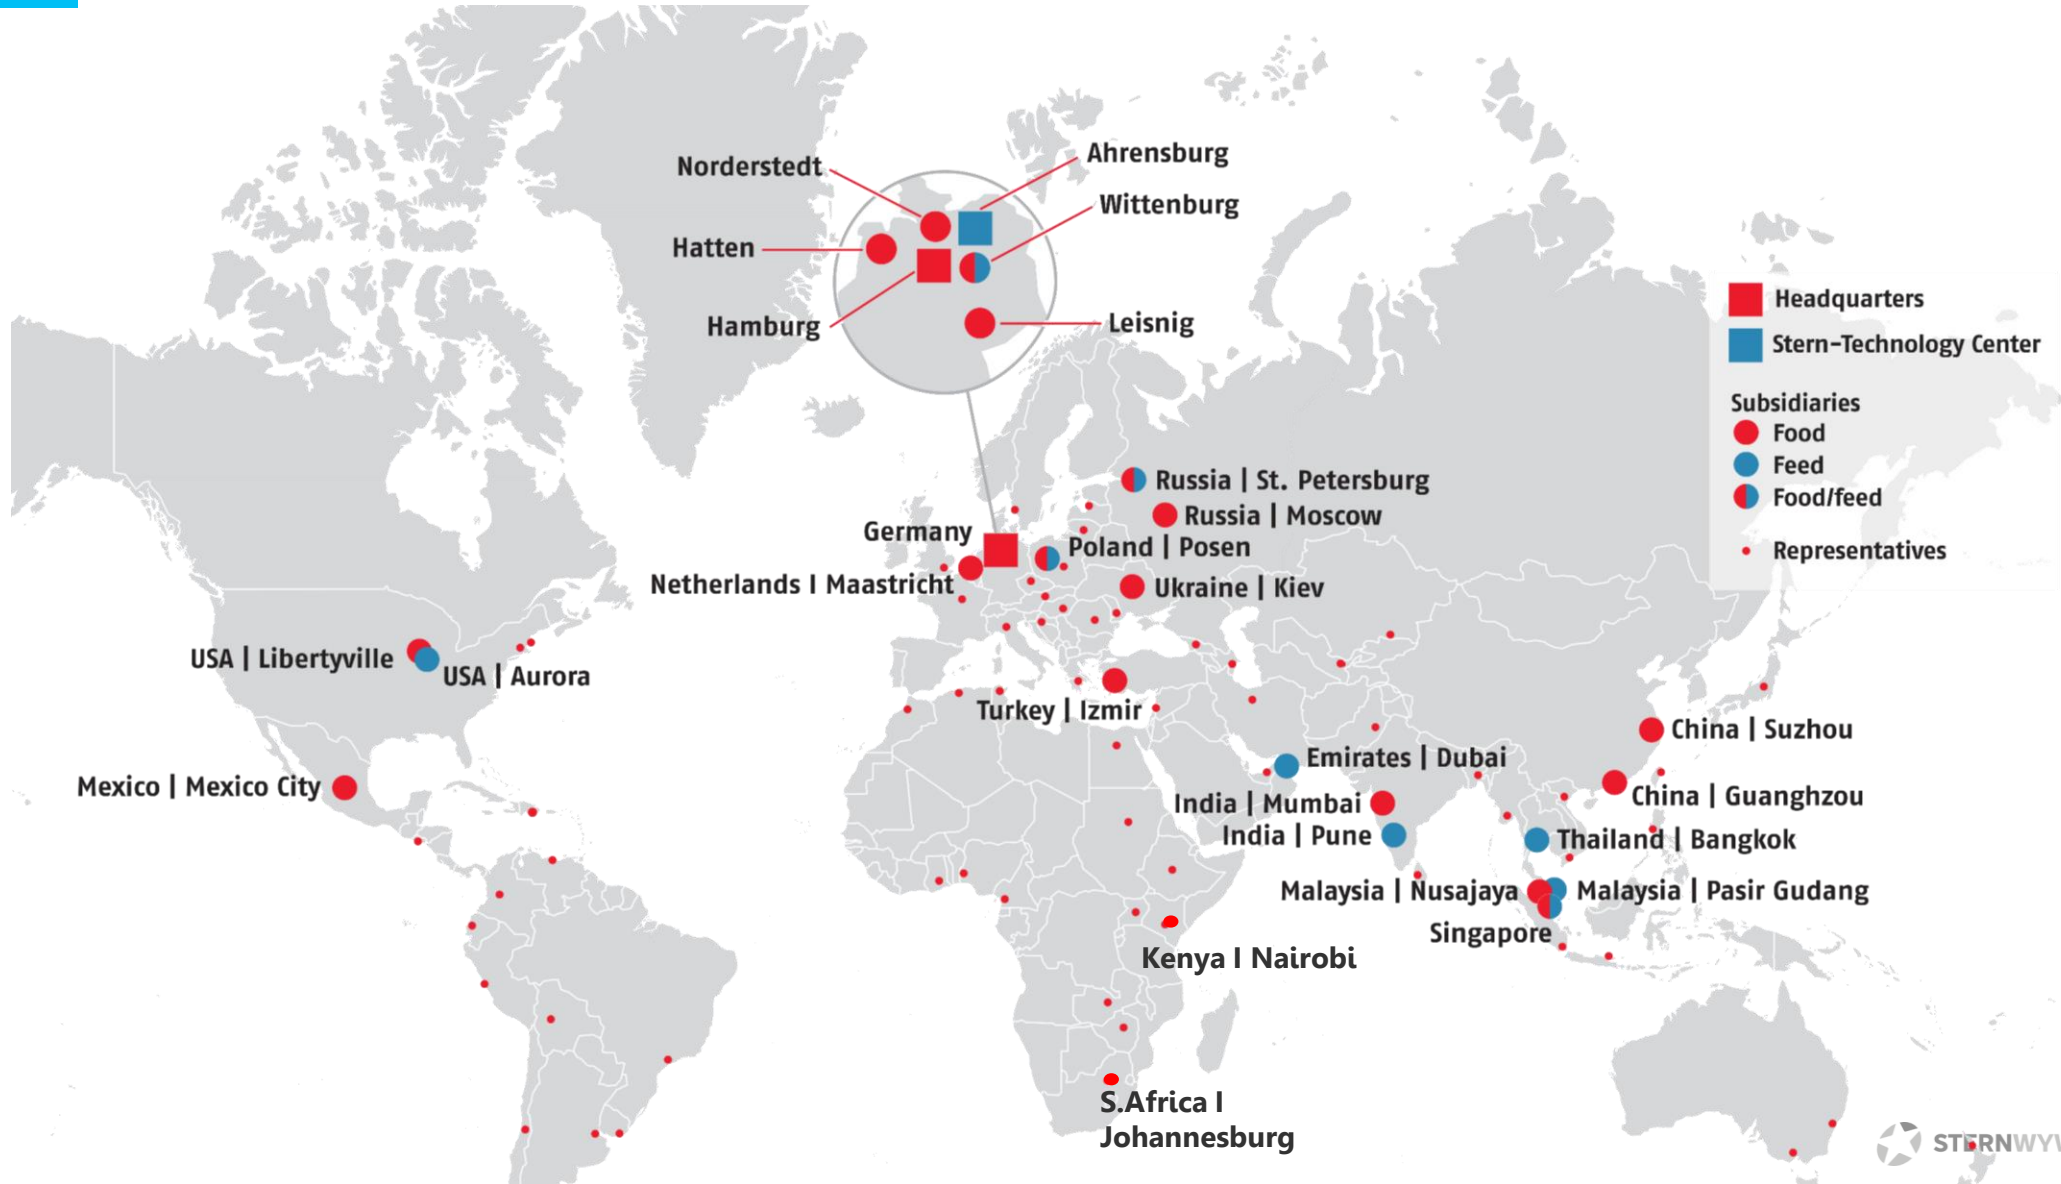 Norderstedt
Ahrensburg
Wittenburg
Hatten
Hamburg
Leisnig
Headquarters
Stern-Technology Center
Subsidiaries
Food
Feed
Food/feed
Representatives
Russia | St. Petersburg
Russia | Moscow
Germany
Poland | Posen
Netherlands I Maastricht
Ukraine | Kiev
USA | Libertyville
USA | Aurora
Turkey | Izmir
China | Suzhou
Emirates | Dubai
Mexico | Mexico City
India | Mumbai
China | Guanghzou
India | Pune
Thailand | Bangkok
Malaysia | Nusajaya
Malaysia | Pasir Gudang
Singapore
Kenya I Nairobi
S.Africa I
Johannesburg